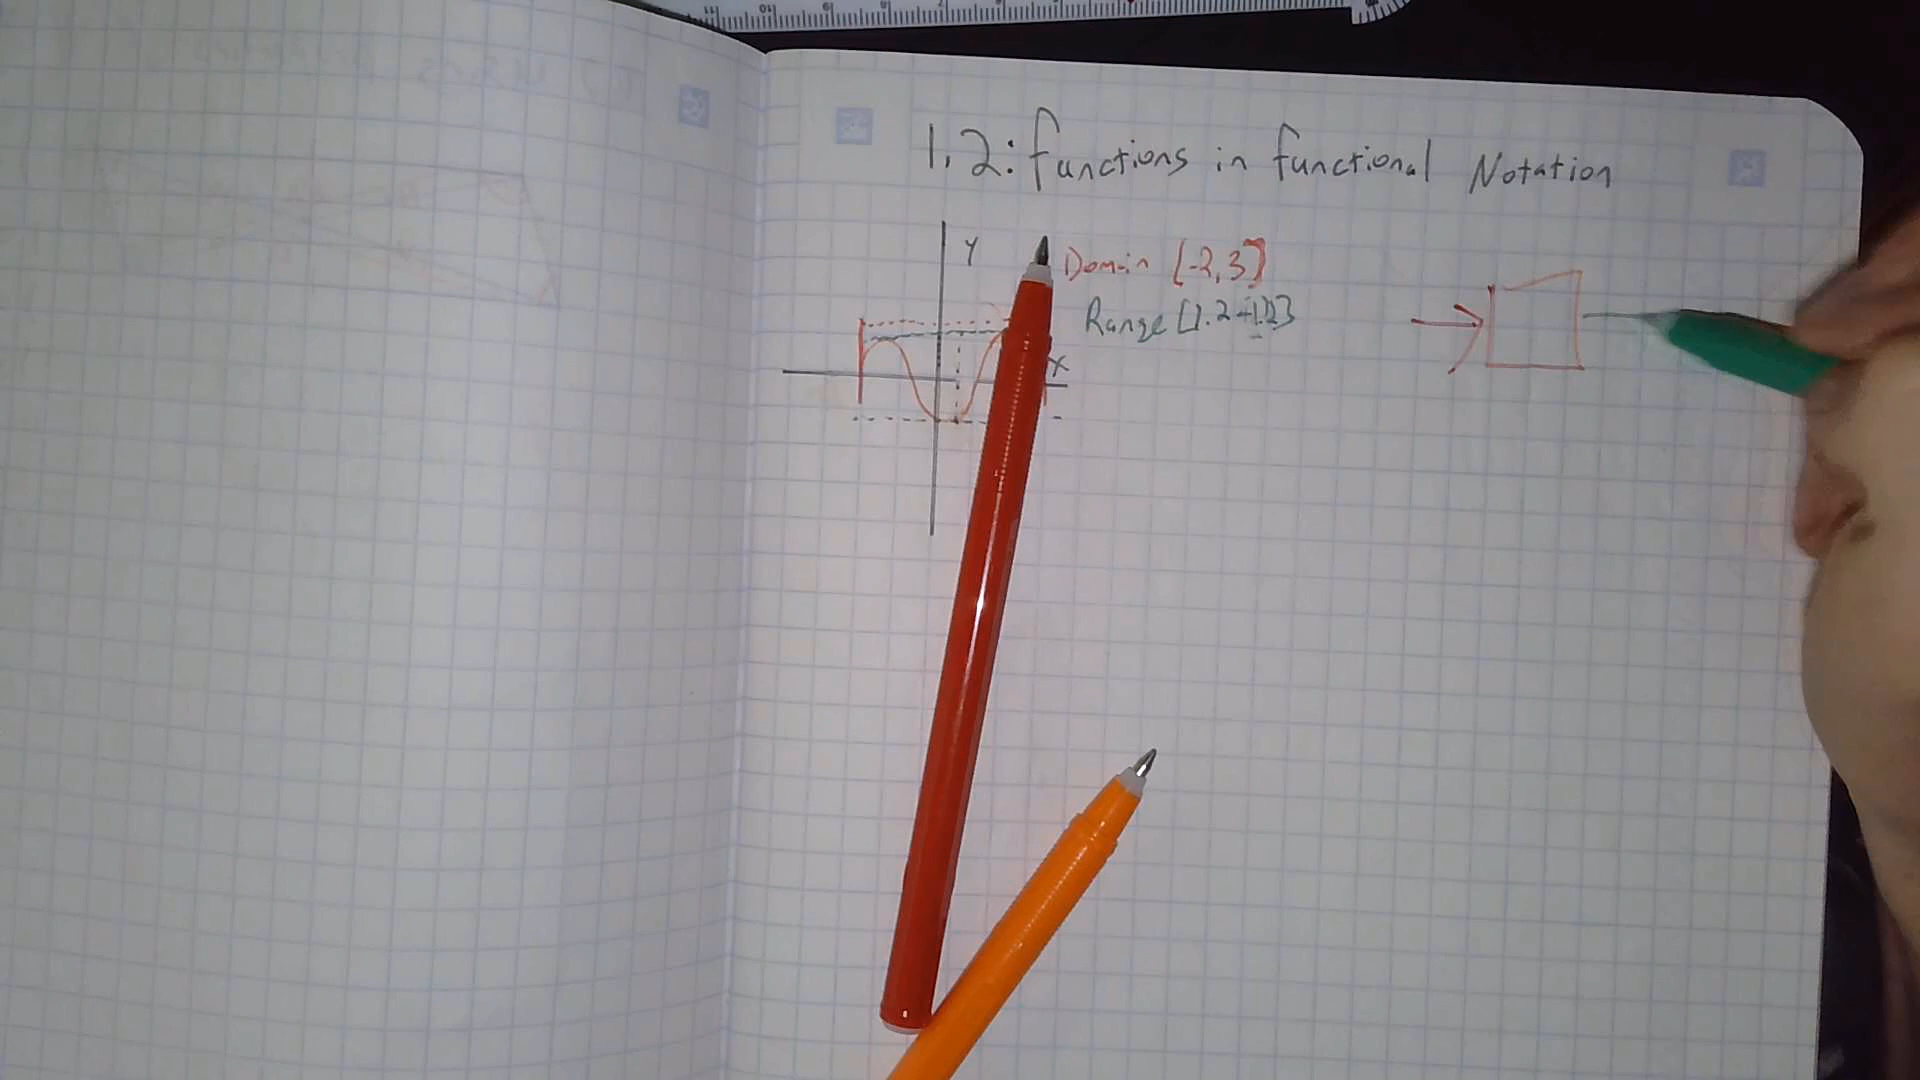 1.2: functions in functional Notation
y
Domain [-2,3]
Range
x